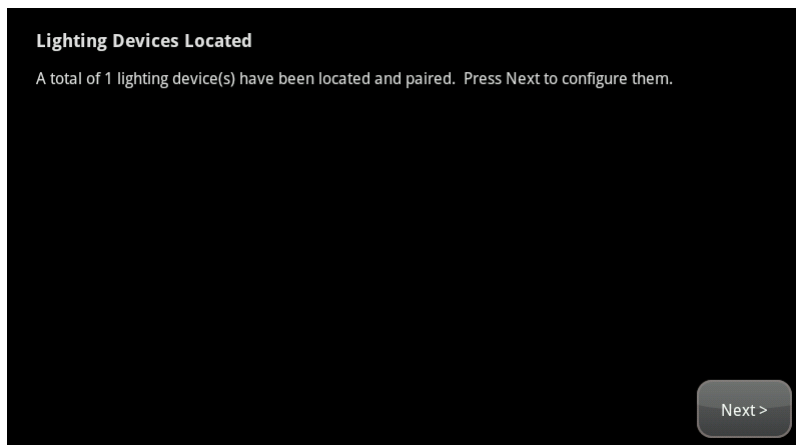 Lighting Devices Located
A total of 1 lighting device(s) have been located and paired.  Press Next to configure them.
Next >